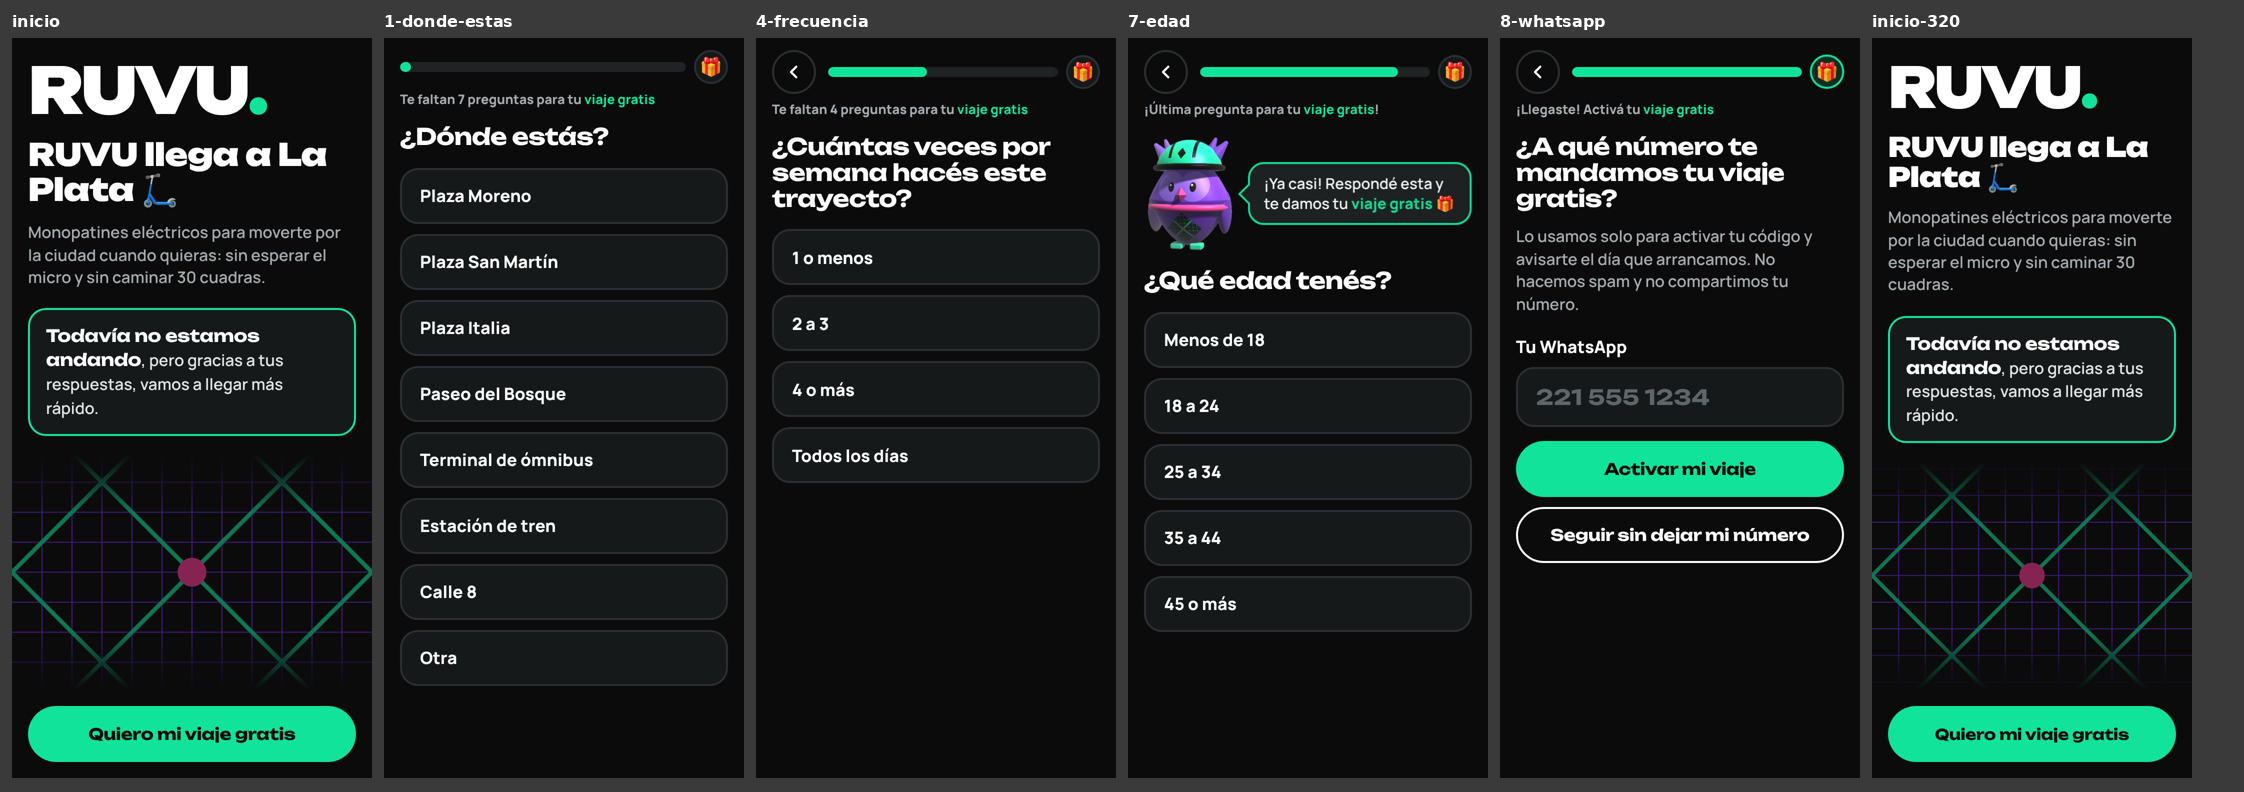 inicio
RUVU.
RUVU llega a La
Plata 🛴
Monopatines eléctricos para moverte por
la ciudad cuando quieras: sin esperar el
micro y sin caminar 30 cuadras.
Todavía no estamos
andando, pero gracias a tus
respuestas, vamos a llegar más
rápido.
Quiero mi viaje gratis
1-donde-estas
Te faltan 7 preguntas para tu viaje gratis
¿Dónde estás?
Plaza Moreno
Plaza San Martín
Plaza Italia
Paseo del Bosque
Terminal de ómnibus
Estación de tren
Calle 8
Otra
4-frecuencia
Te faltan 4 preguntas para tu viaje gratis
¿Cuántas veces por
semana hacés este
trayecto?
1 o menos
2 a 3
4 o más
Todos los días
7-edad
¡Última pregunta para tu viaje gratis!
¡Ya casi! Respondé esta y
te damos tu viaje gratis 🎁
¿Qué edad tenés?
Menos de 18
18 a 24
25 a 34
35 a 44
45 o más
8-whatsapp
¡Llegaste! Activá tu viaje gratis
¿A qué número te
mandamos tu viaje
gratis?
Lo usamos solo para activar tu código y
avisarte el día que arrancamos. No
hacemos spam y no compartimos tu
número.
Tu WhatsApp
221 555 1234
Activar mi viaje
Seguir sin dejar mi número
inicio-320
RUVU.
RUVU llega a La
Plata 🛴
Monopatines eléctricos para moverte
por la ciudad cuando quieras: sin
esperar el micro y sin caminar 30
cuadras.
Todavía no estamos
andando, pero gracias a tus
respuestas, vamos a llegar más
rápido.
Quiero mi viaje gratis